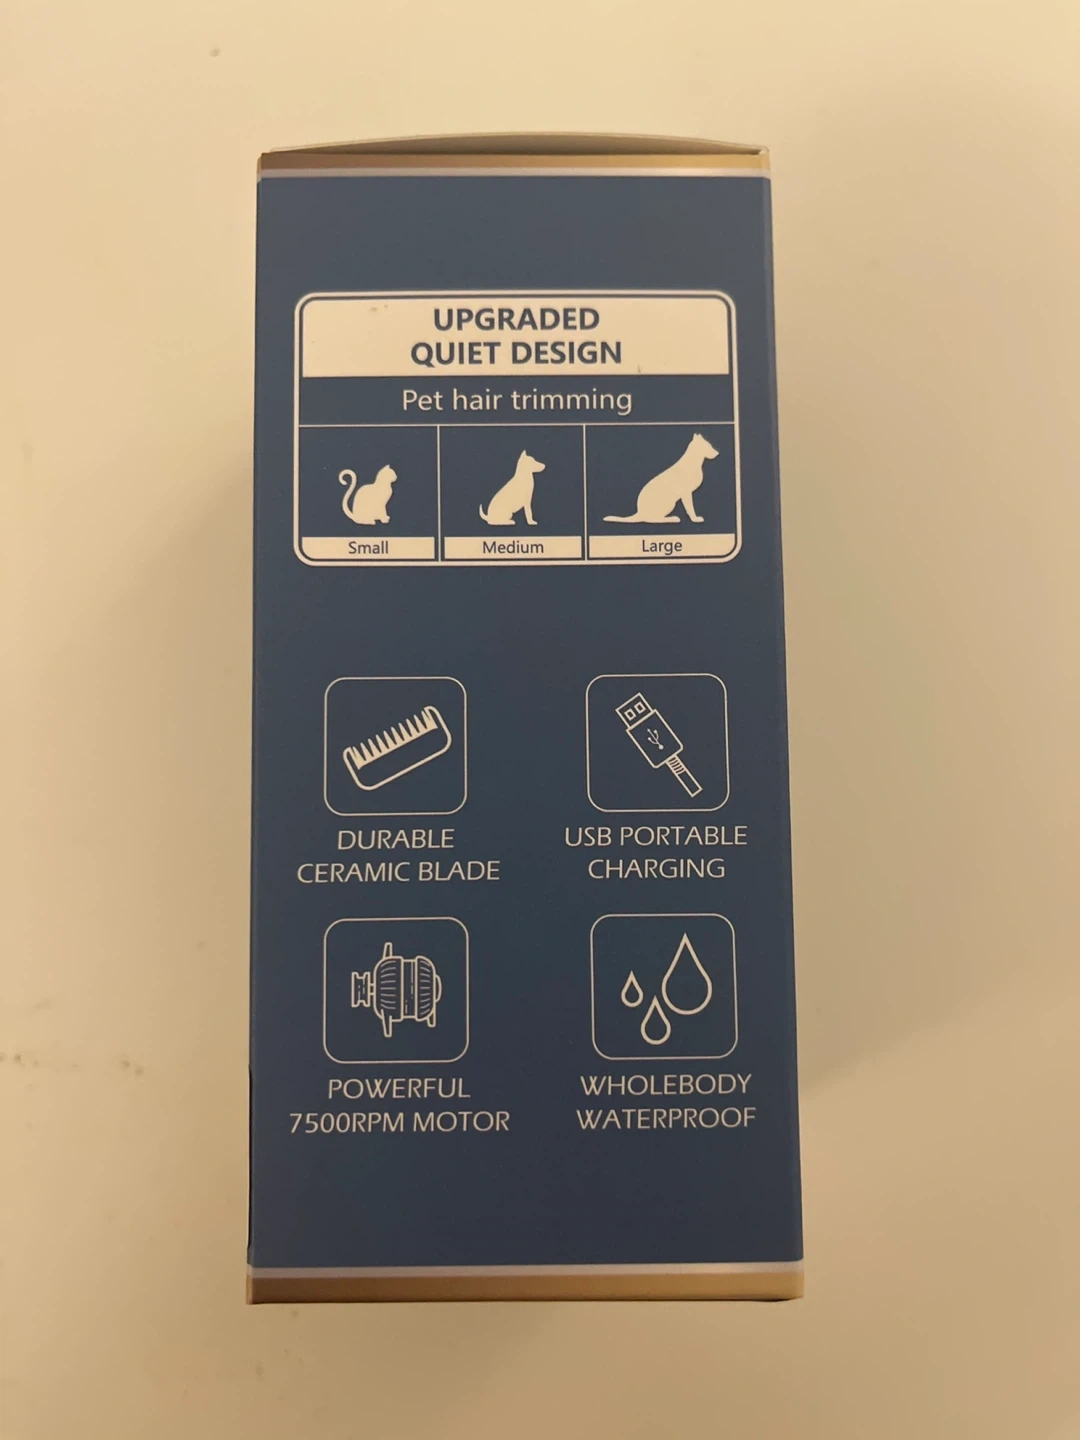 UPGRADED
QUIET DESIGN
Pet hair trimming
Small
Medium
Large
DURABLE
CERAMIC BLADE
USB PORTABLE
CHARGING
POWERFUL
7500RPM MOTOR
WHOLEBODY
WATERPROOF